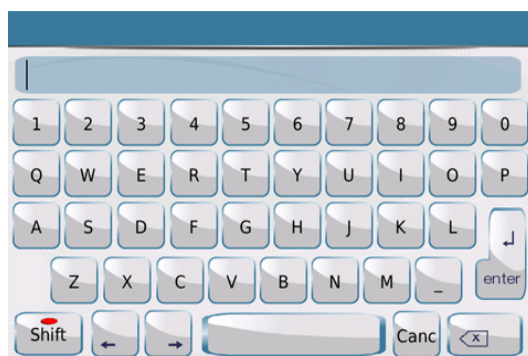 1 2 3 4 5 6 7 8 9 0
Q W E R T Y U I O P
A S D F G H J K L
Z X C V B N M _ enter
Shift ← → Canc x